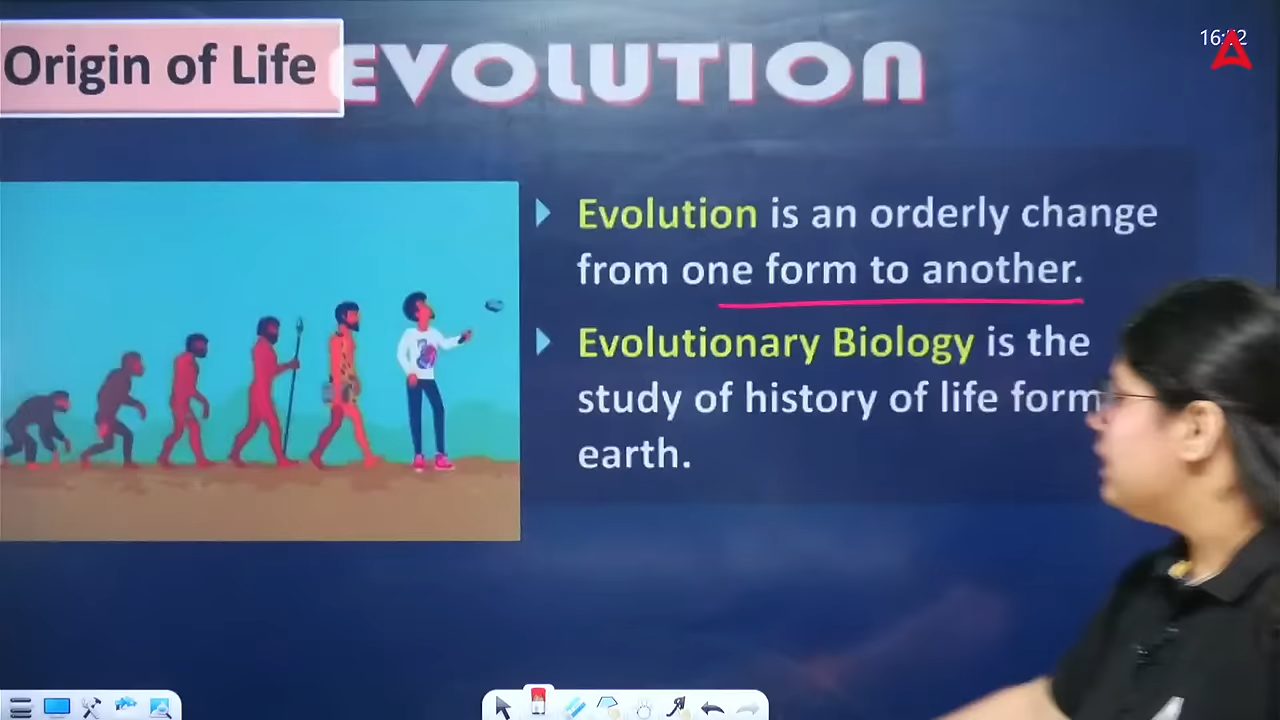 Origin of Life
EVOLUTION
Evolution is an orderly change
from one form to another.
Evolutionary Biology is the
study of history of life form
earth.